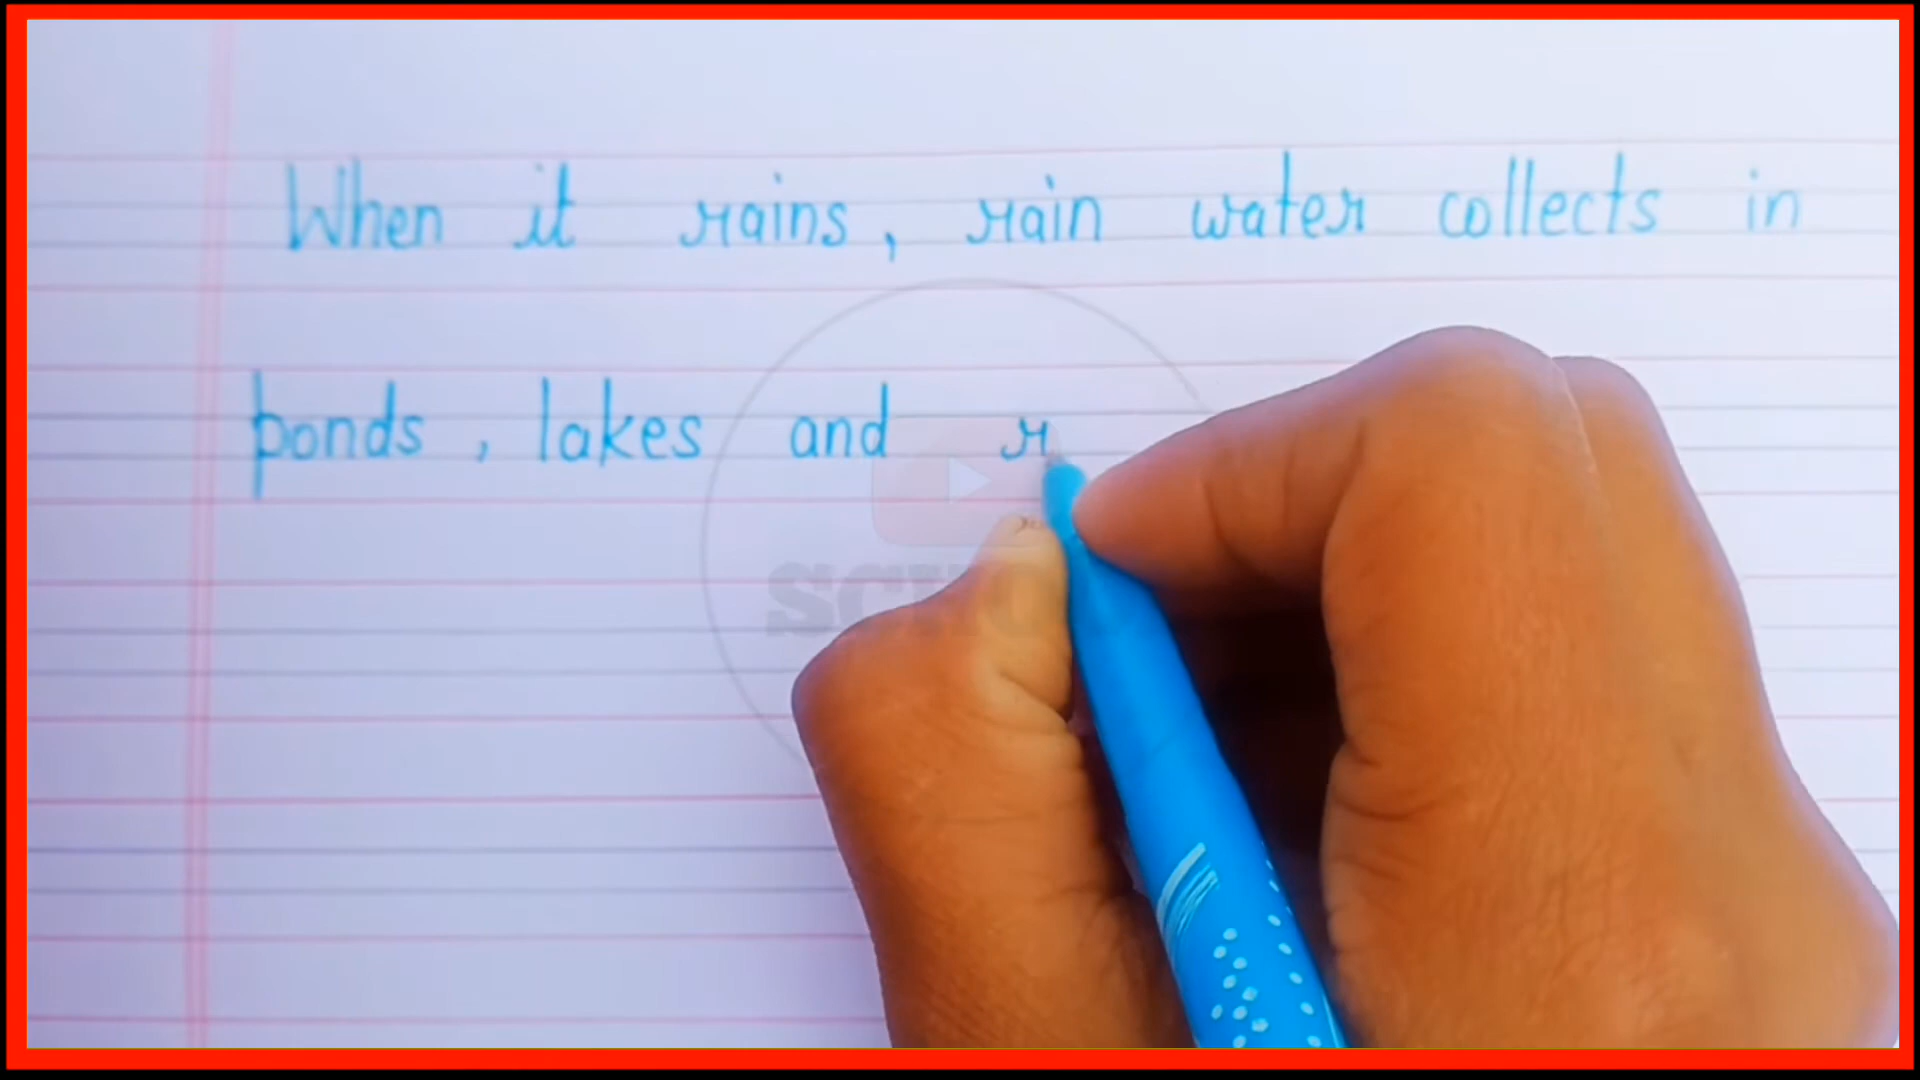 When it rains, rain water collects in
ponds, lakes and r